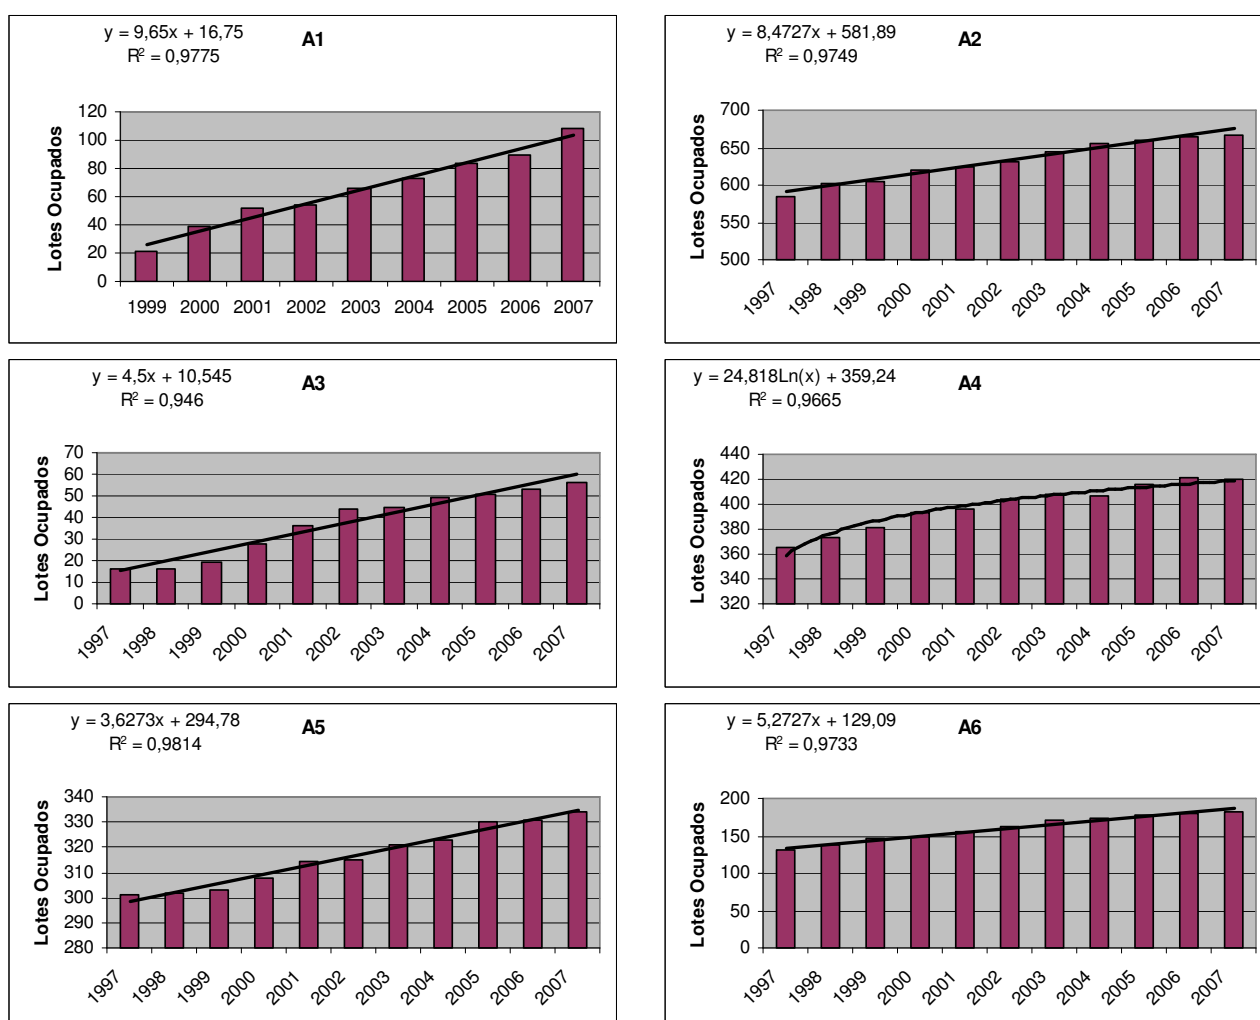 y = 9,65x + 16,75
R² = 0,9775
A1
Lotes Ocupados
120
100
80
60
40
20
0
1999 2000 2001 2002 2003 2004 2005 2006 2007
y = 8,4727x + 581,89
R² = 0,9749
A2
Lotes Ocupados
700
650
600
550
500
1997 1998 1999 2000 2001 2002 2003 2004 2005 2006 2007
y = 4,5x + 10,545
R² = 0,946
A3
Lotes Ocupados
70
60
50
40
30
20
10
0
1997 1998 1999 2000 2001 2002 2003 2004 2005 2006 2007
y = 24,818Ln(x) + 359,24
R² = 0,9665
A4
Lotes Ocupados
440
420
400
380
360
340
320
1997 1998 1999 2000 2001 2002 2003 2004 2005 2006 2007
y = 3,6273x + 294,78
R² = 0,9814
A5
Lotes Ocupados
340
330
320
310
300
290
280
1997 1998 1999 2000 2001 2002 2003 2004 2005 2006 2007
y = 5,2727x + 129,09
R² = 0,9733
A6
Lotes Ocupados
200
150
100
50
0
1997 1998 1999 2000 2001 2002 2003 2004 2005 2006 2007